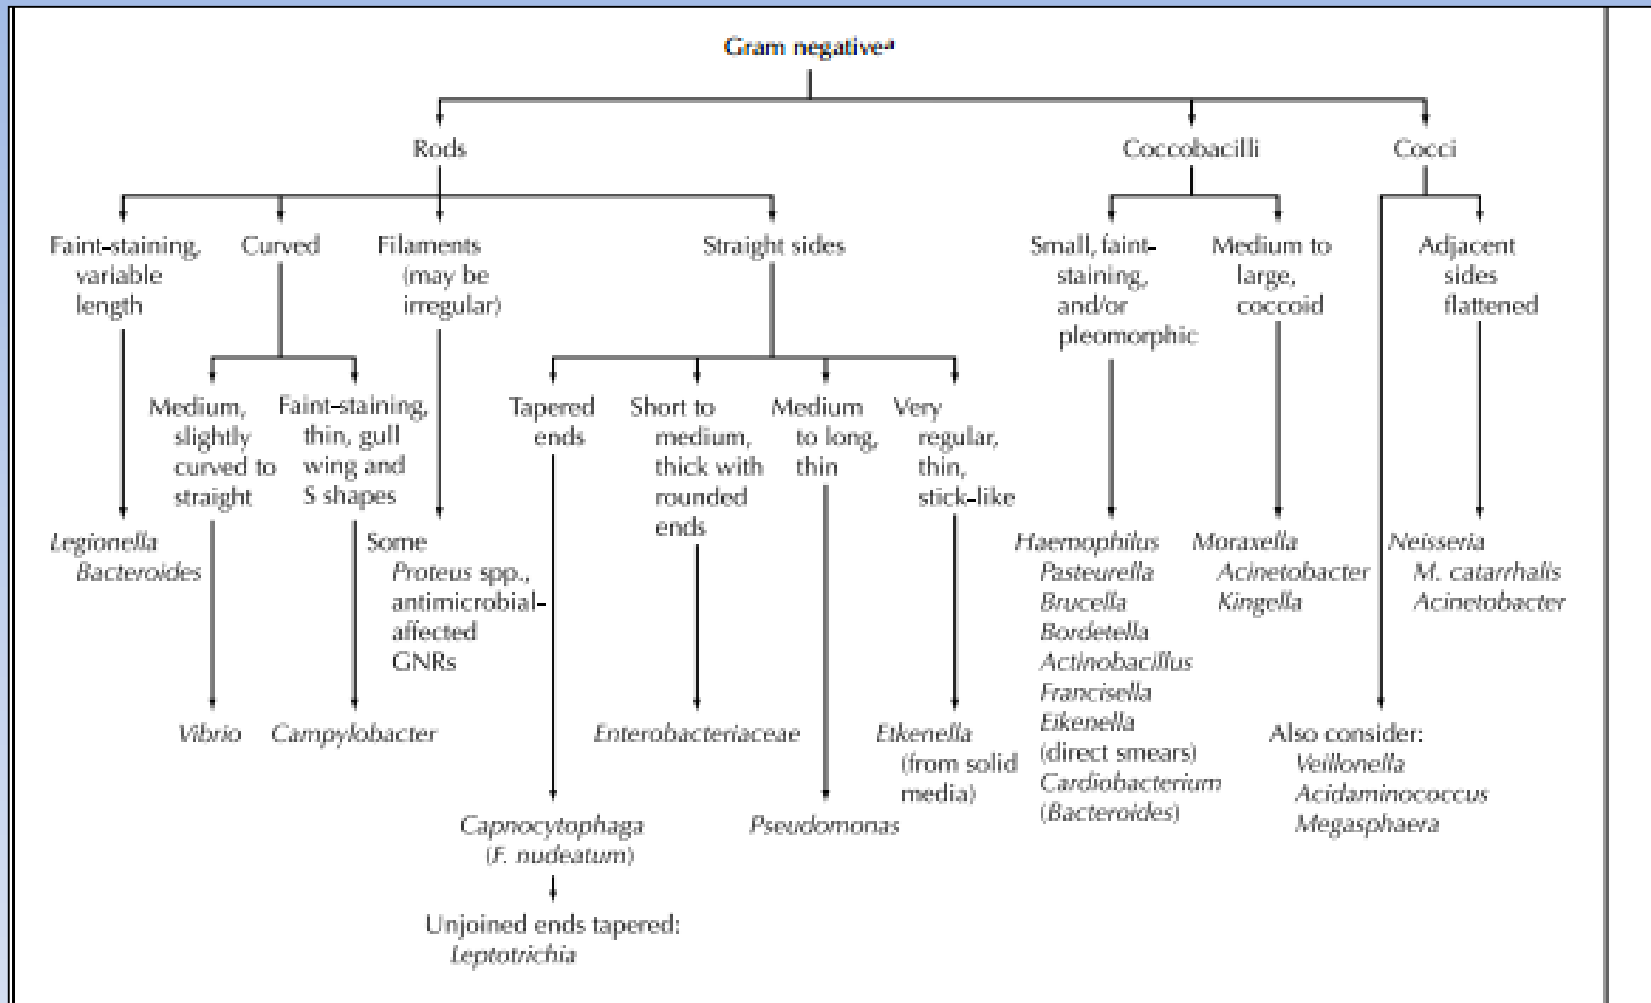 Gram negativeª
Rods
Coccobacilli
Cocci
Faint-staining,
variable
length
Curved
Filaments
(may be
irregular)
Straight sides
Small, faint-
staining,
and/or
pleomorphic
Medium to
large,
coccoid
Adjacent
sides
flattened
Medium,
slightly
curved to
straight
Faint-staining,
thin, gull
wing and
S shapes
Tapered
ends
Short to
medium,
thick with
rounded
ends
Medium
to long,
thin
Very
regular,
thin,
stick-like
Legionella
Bacteroides
Some
Proteus spp.,
antimicrobial-
affected
GNRs
Haemophilus
Pasteurella
Brucella
Bordetella
Actinobacillus
Francisella
Eikenella
(direct smears)
Cardiobacterium
(Bacteroides)
Moraxella
Acinetobacter
Kingella
Neisseria
M. catarrhalis
Acinetobacter
Vibrio
Campylobacter
Enterobacteriaceae
Eikenella
(from solid
media)
Also consider:
Veillonella
Acidaminococcus
Megasphaera
Capnocytophaga
(F. nudeatum)
Pseudomonas
Unjoined ends tapered:
Leptotrichia